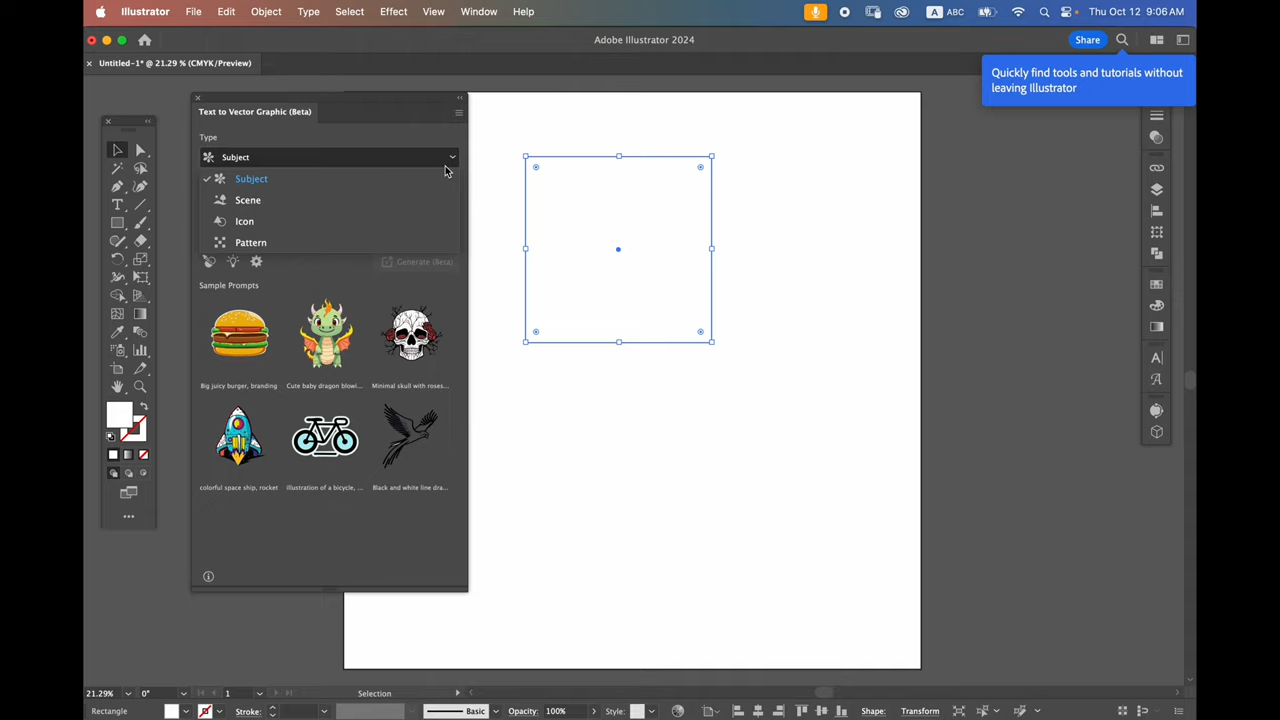 Illustrator File Edit Object Type Select Effect View Window Help A ABC Thu Oct 12 9:06 AM
Adobe Illustrator 2024
Share
Untitled-1* @ 21.29 % (CMYK/Preview)
Quickly find tools and tutorials without
leaving Illustrator
Text to Vector Graphic (Beta)
Type
Subject
Subject
Scene
Icon
Pattern
Generate (Beta)
Sample Prompts
Big juicy burger, branding Cute baby dragon blowi... Minimal skull with roses...
colorful space ship, rocket illustration of a bicycle, ... Black and white line dra...
21.29% 0° 1 Selection
Rectangle Stroke: Basic Opacity: 100% Style: Shape: Transform